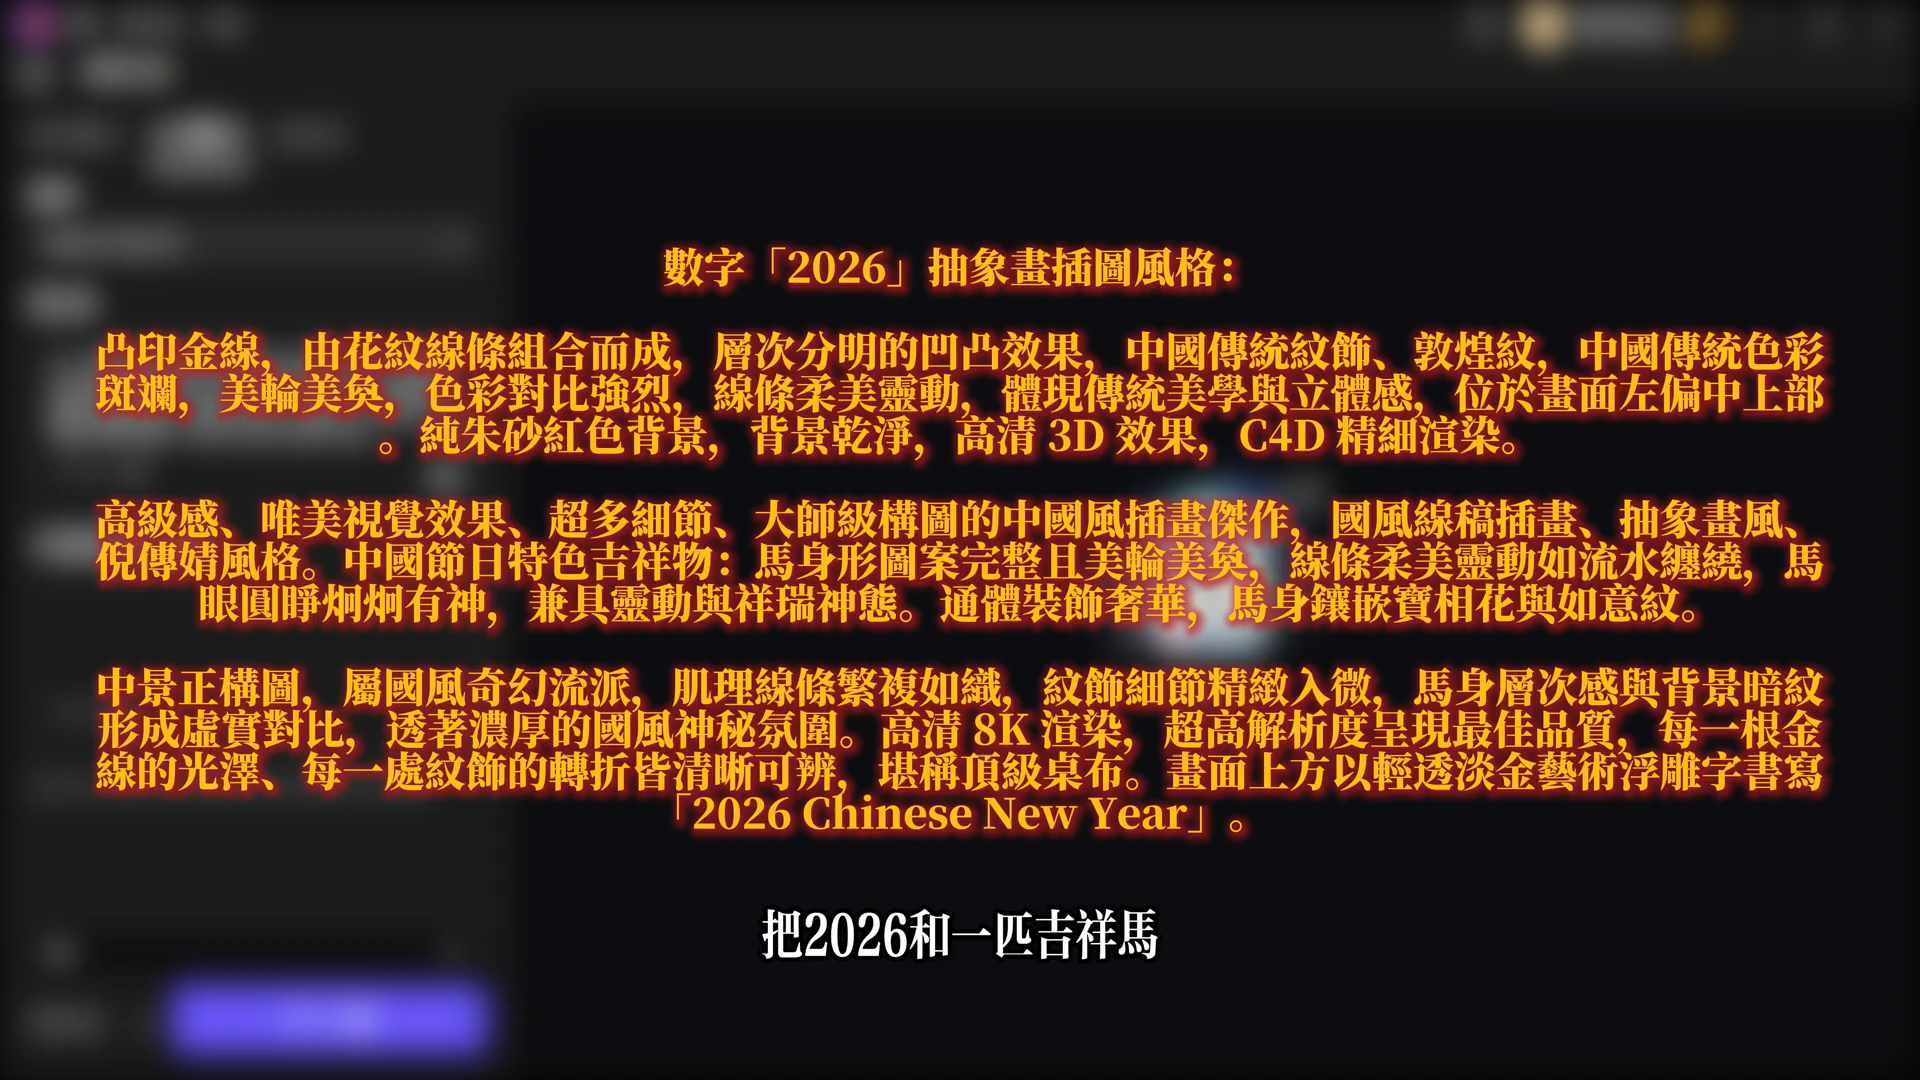 數字「2026」抽象畫插圖風格：
凸印金線，由花紋線條組合而成，層次分明的凹凸效果，中國傳統紋飾、敦煌紋，中國傳統色彩
斑斕，美輪美奐，色彩對比強烈，線條柔美靈動，體現傳統美學與立體感，位於畫面左偏中上部
。純朱砂紅色背景，背景乾淨，高清 3D 效果，C4D 精細渲染。
高級感、唯美視覺效果、超多細節、大師級構圖的中國風插畫傑作，國風線稿插畫、抽象畫風、
倪傳婧風格。中國節日特色吉祥物：馬身形圖案完整且美輪美奐，線條柔美靈動如流水纏繞，馬
眼圓睜炯炯有神，兼具靈動與祥瑞神態。通體裝飾奢華，馬身鑲嵌寶相花與如意紋。
中景正構圖，屬國風奇幻流派，肌理線條繁複如織，紋飾細節精緻入微，馬身層次感與背景暗紋
形成虛實對比，透著濃厚的國風神秘氛圍。高清 8K 渲染，超高解析度呈現最佳品質，每一根金
線的光澤、每一處紋飾的轉折皆清晰可辨，堪稱頂級桌布。畫面上方以輕透淡金藝術浮雕字書寫
「2026 Chinese New Year」。
把2026和一匹吉祥馬